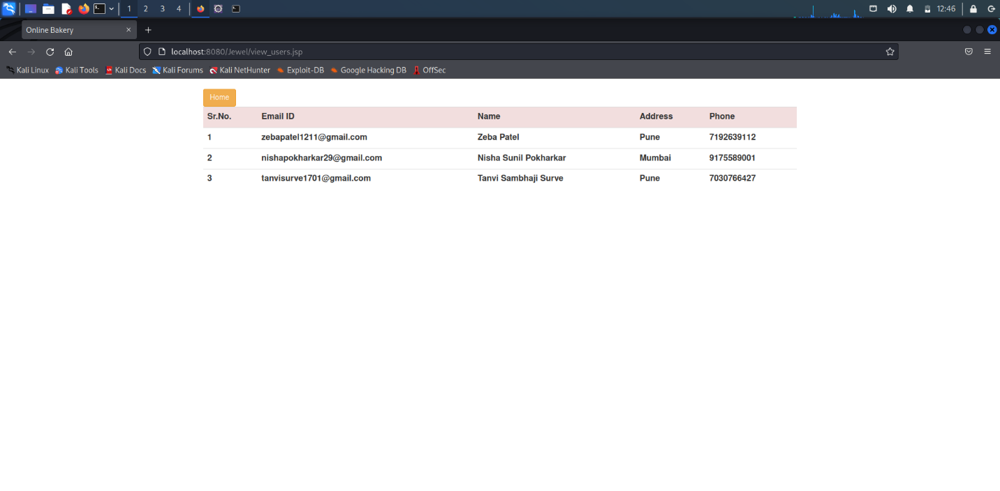 1 2 3 4 12:46
Online Bakery
localhost:8080/Jewel/view_users.jsp
Kali Linux Kali Tools Kali Docs Kali Forums Kali NetHunter Exploit-DB Google Hacking DB OffSec
Home
Sr.No. Email ID Name Address Phone
1 zebapatel1211@gmail.com Zeba Patel Pune 7192639112
2 nishapokharkar29@gmail.com Nisha Sunil Pokharkar Mumbai 9175589001
3 tanvisurve1701@gmail.com Tanvi Sambhaji Surve Pune 7030766427